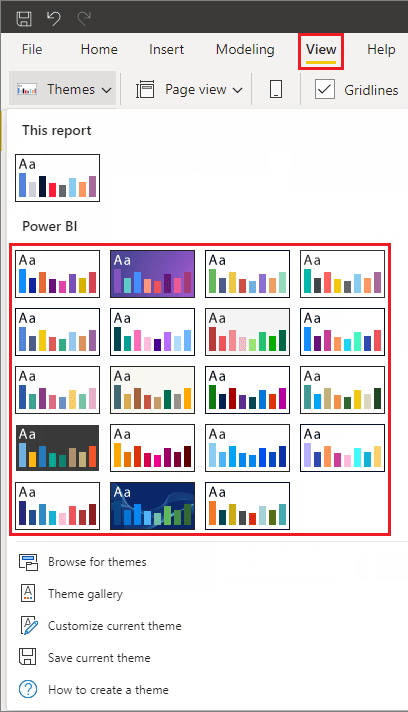 File Home Insert Modeling View Help
Themes Page view Gridlines
This report
Aa
Power BI
Aa Aa Aa Aa
Aa Aa Aa Aa
Aa Aa Aa Aa
Aa Aa Aa Aa
Aa Aa Aa
Browse for themes
Theme gallery
Customize current theme
Save current theme
How to create a theme